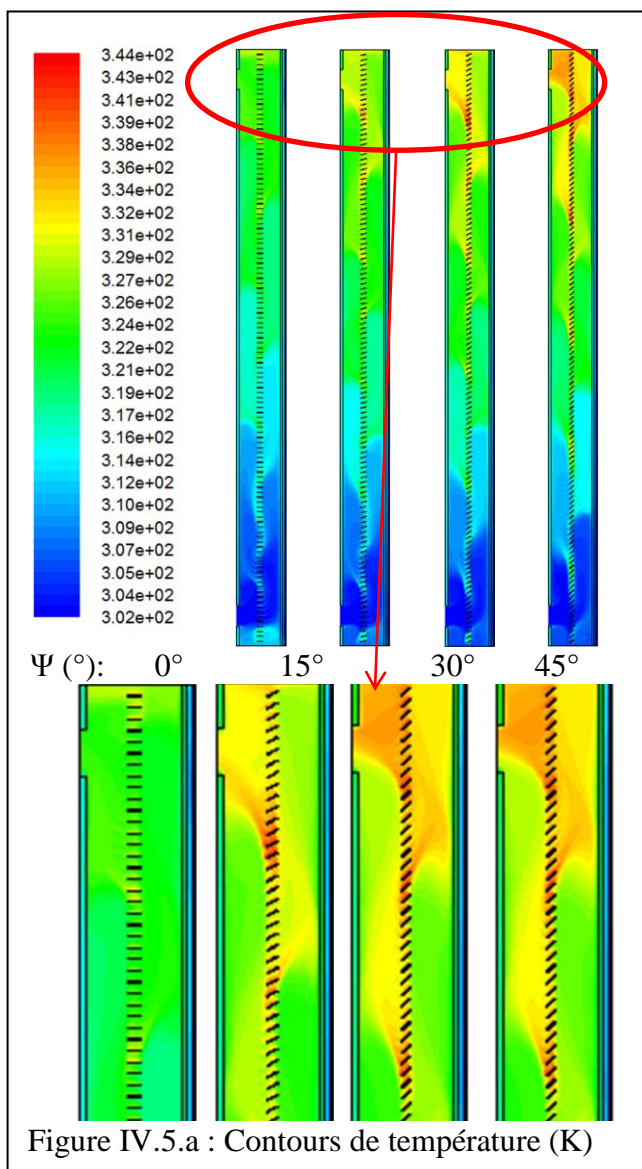 3.44e+02
3.43e+02
3.41e+02
3.39e+02
3.38e+02
3.36e+02
3.34e+02
3.32e+02
3.31e+02
3.29e+02
3.27e+02
3.26e+02
3.24e+02
3.22e+02
3.21e+02
3.19e+02
3.17e+02
3.16e+02
3.14e+02
3.12e+02
3.10e+02
3.09e+02
3.07e+02
3.05e+02
3.04e+02
3.02e+02
Ψ (°): 0° 15° 30° 45°
Figure IV.5.a : Contours de température (K)